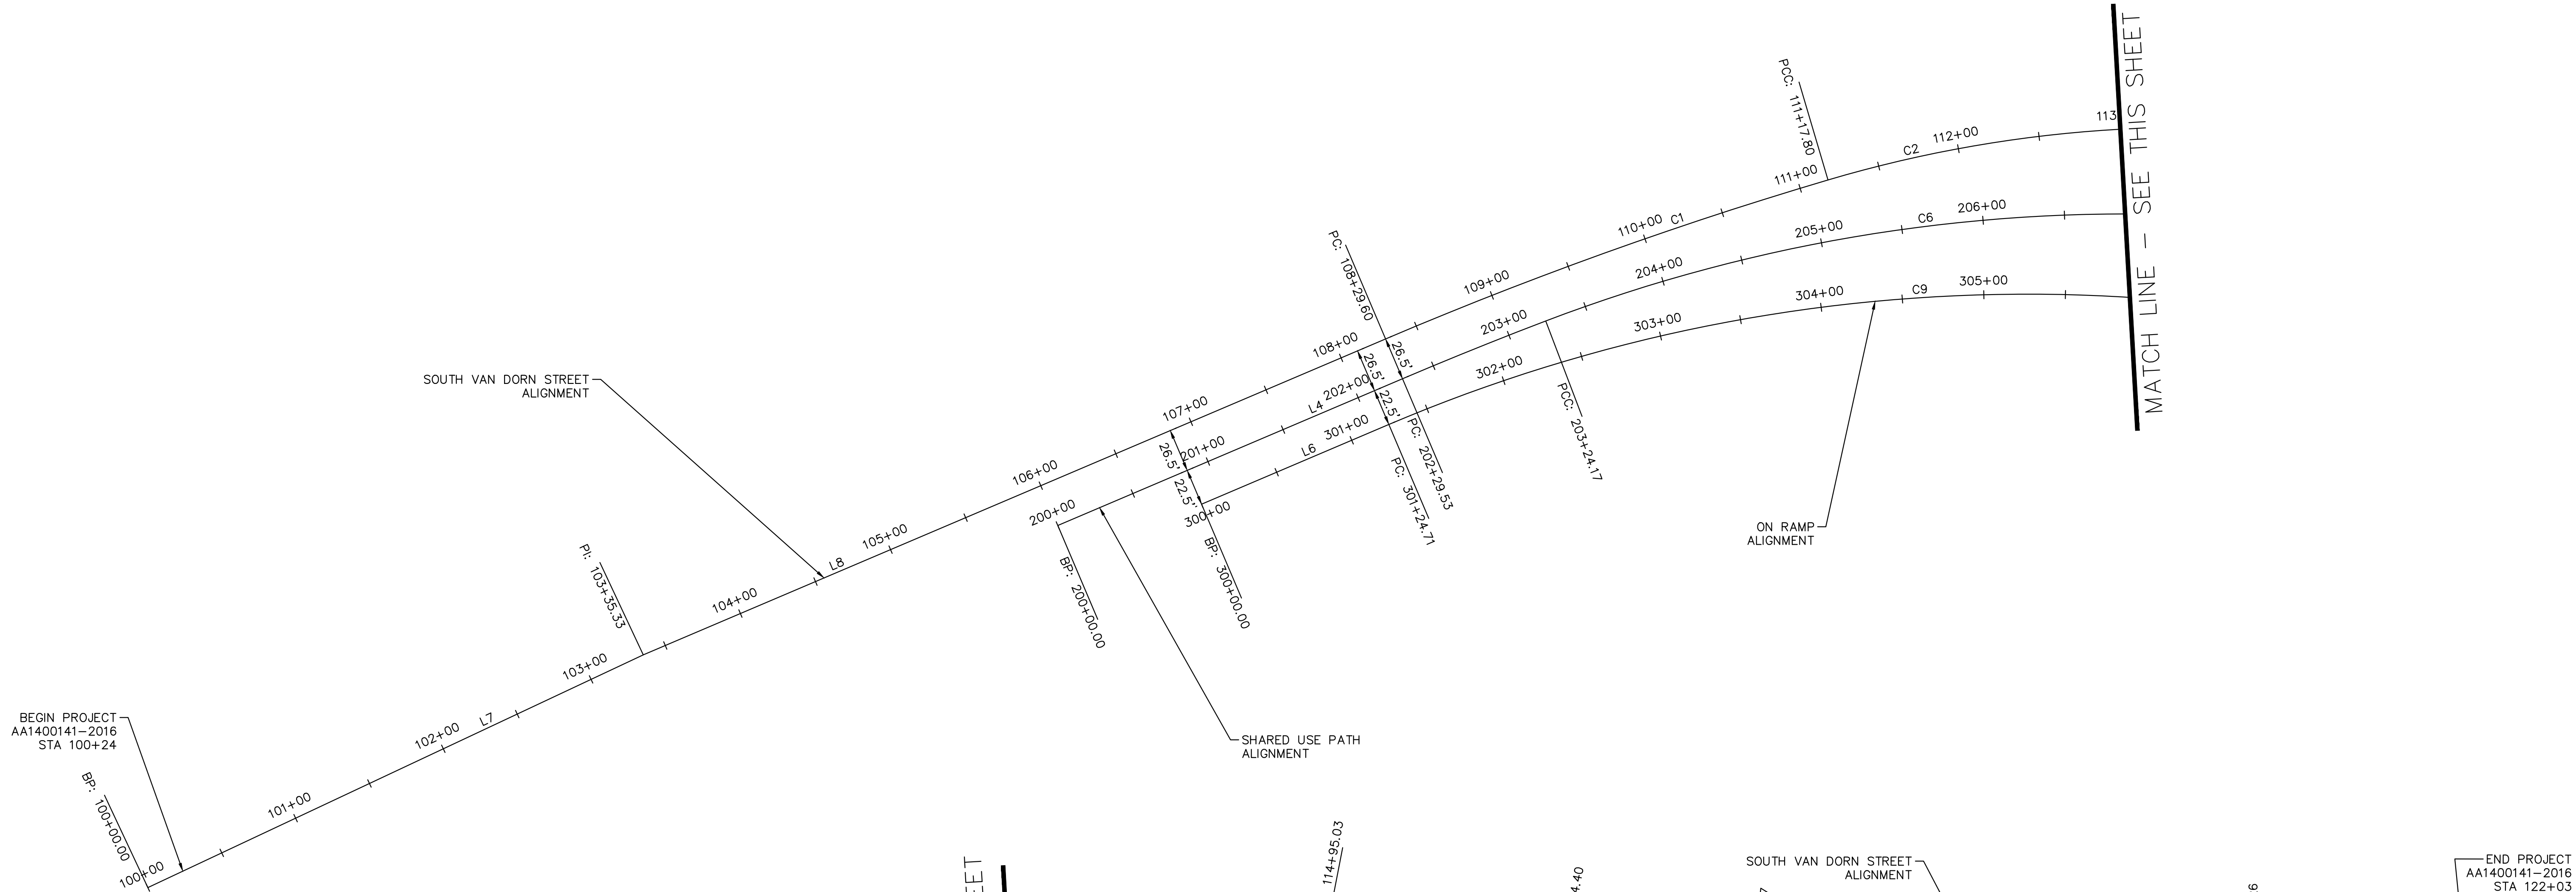 MATCH LINE – SEE THIS SHEET
PCC: 111+17.80
113
112+00
C2
111+00
C1
110+00
206+00
C6
205+00
204+00
109+00
PC: 108+29.60
203+00
305+00
C9
304+00
303+00
302+00
108+00
26.5'
26.5'
22.5'
202+00
L4
301+00
L6
PCC: 203+24.17
PC: 202+29.53
PC: 301+24.71
SOUTH VAN DORN STREET
ALIGNMENT
107+00
201+00
26.5'
22.5'
106+00
200+00
300+00
BP: 300+00.00
BP: 200+00.00
ON RAMP
ALIGNMENT
105+00
L8
PI: 103+35.33
104+00
103+00
102+00
L7
SHARED USE PATH
ALIGNMENT
BEGIN PROJECT
AA1400141–2016
STA 100+24
101+00
BP: 100+00.00
100+00
EET
114+95.03
4.40
SOUTH VAN DORN STREET
ALIGNMENT
END PROJECT
AA1400141–2016
STA 122+03